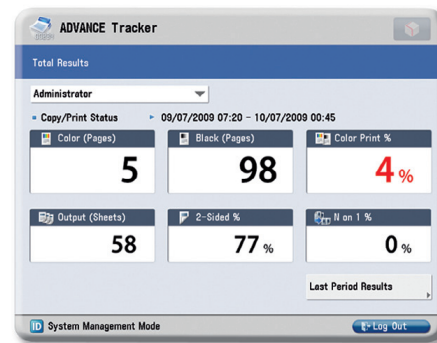 ADVANCE Tracker
Total Results
Administrator
Copy/Print Status 09/07/2009 07:20 - 10/07/2009 00:45
Color (Pages) Black (Pages) Color Print %
5 98 4 %
Output (Sheets) 2-Sided % N on 1 %
58 77 % 0 %
Last Period Results
ID System Management Mode Log Out